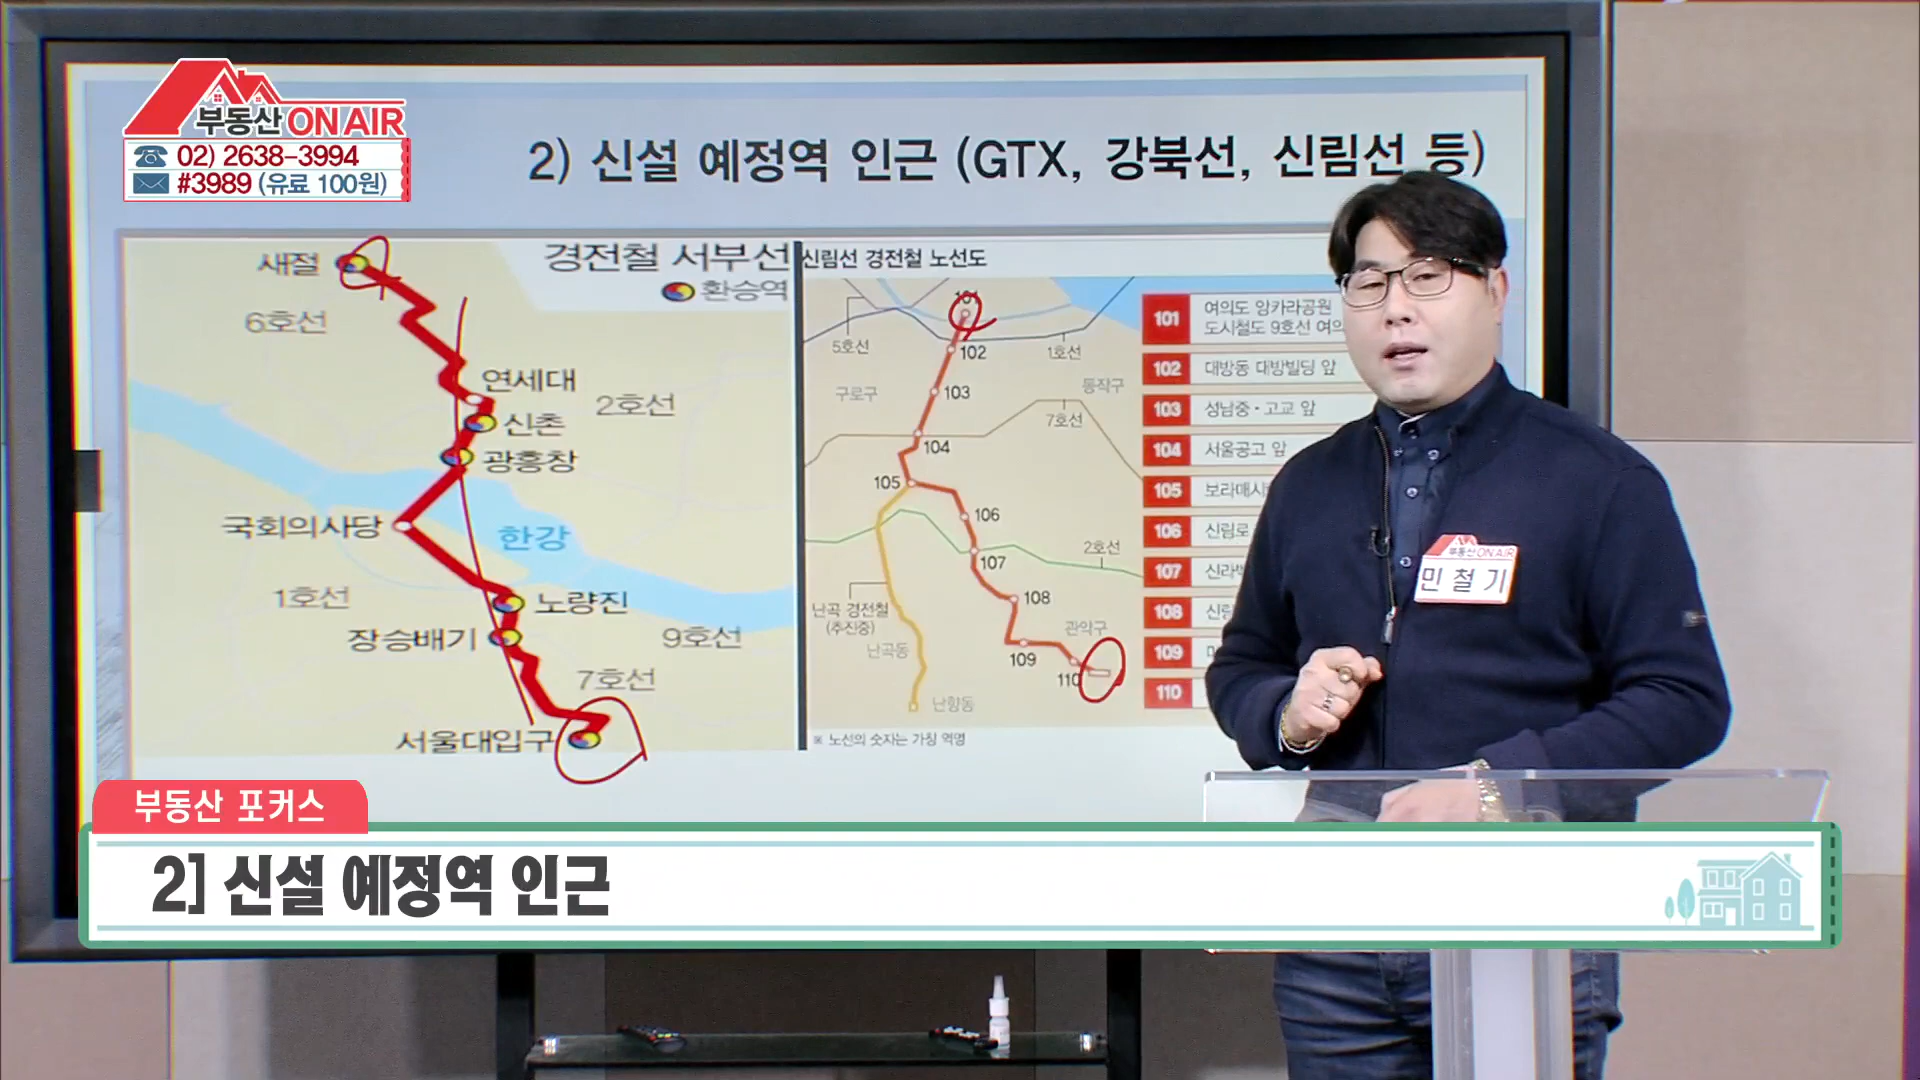 부동산 ON AIR
02) 2638-3994
#3989 (유료 100원)
2) 신설 예정역 인근 (GTX, 강북선, 신림선 등)
경전철 서부선
환승역
새절
6호선
연세대
2호선
신촌
광흥창
국회의사당
한강
1호선
노량진
장승배기
9호선
7호선
서울대입구
신림선 경전철 노선도
101
5호선
102
1호선
구로구
103
동작구
7호선
104
105
106
2호선
107
난곡 경전철
(추진중)
108
난곡동
관악구
109
110
난향동
※ 노선의 숫자는 가칭 역명
101 여의도 앙카라공원
도시철도 9호선
102 대방동 대방빌딩 앞
103 성남중·고교 앞
104 서울공고 앞
105
106 신림로
107
108
109
110
부동산 ON AIR
민철기
부동산 포커스
2] 신설 예정역 인근